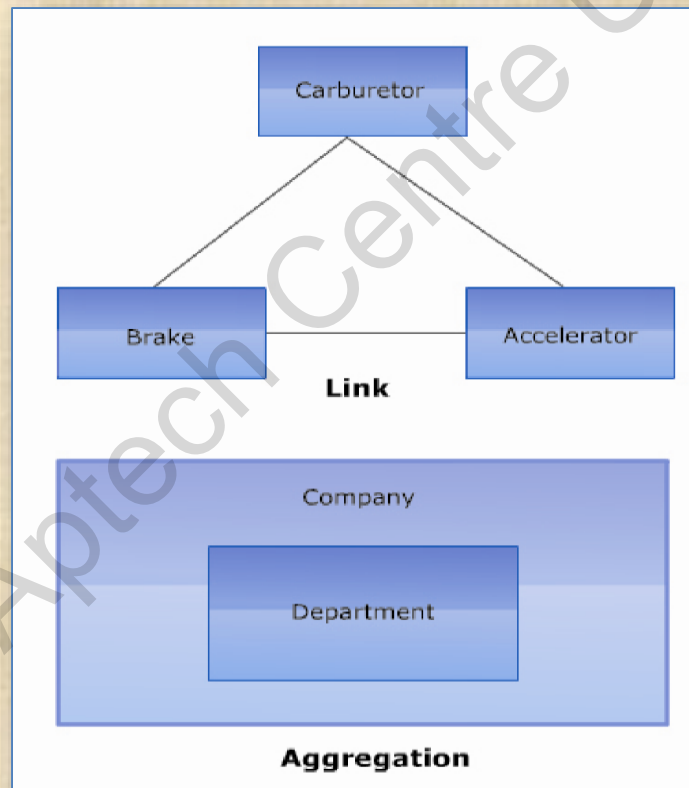 Carburetor
Brake
Accelerator
Link
Company
Department
Aggregation
Aptech Centre